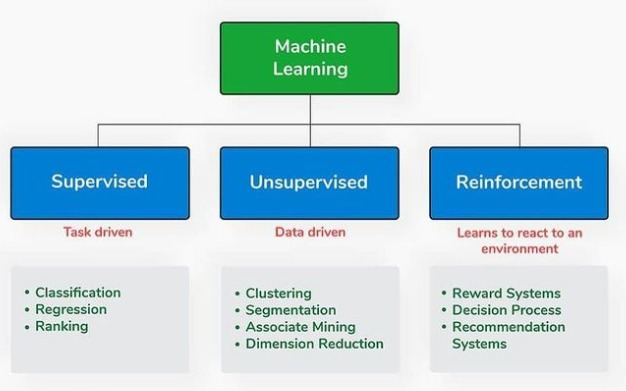 Machine
Learning
Supervised
Unsupervised
Reinforcement
Task driven
Data driven
Learns to react to an
environment
• Classification
• Regression
• Ranking
• Clustering
• Segmentation
• Associate Mining
• Dimension Reduction
• Reward Systems
• Decision Process
• Recommendation
Systems